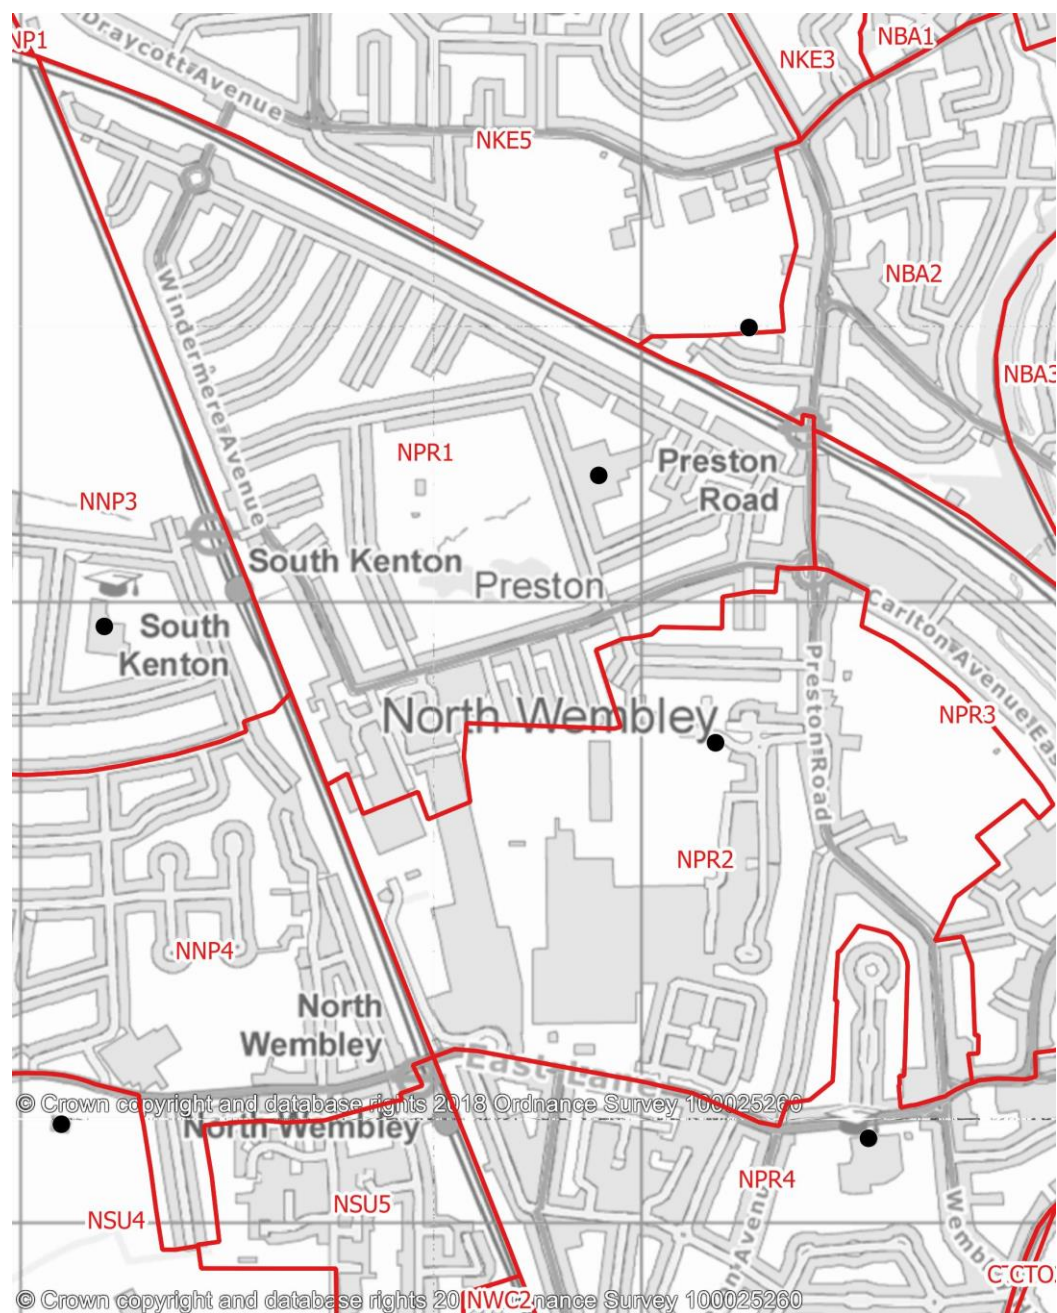 NP1
Draycott Avenue
NKE3
NBA1
NKE5
NBA2
NBA3
Windermere Avenue
NPR1
Preston
Road
NNP3
South Kenton
Preston
South
Kenton
Carlton Avenue East
North Wembley
Preston Road
NPR3
NPR2
NNP4
North
Wembley
East Lane
© Crown copyright and database rights 2018 Ordnance Survey 100025260
North Wembley
NPR4
NSU4
NSU5
NWC2
© Crown copyright and database rights 20 Ordnance Survey 100025260